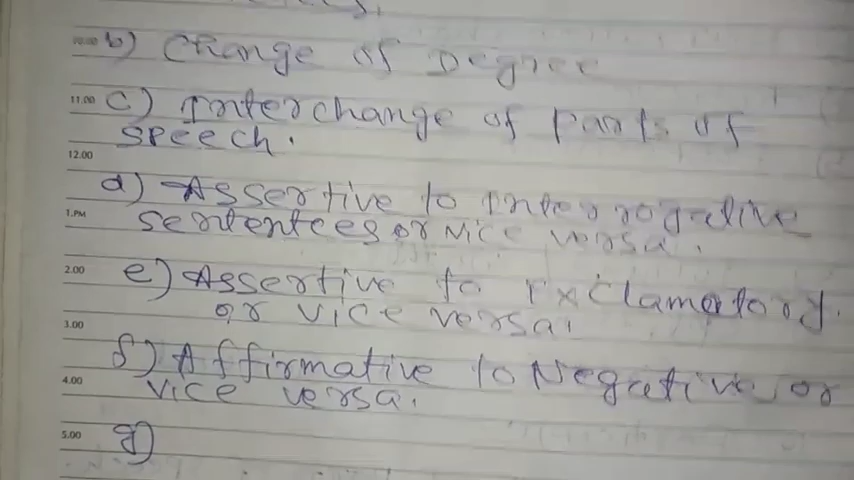 b) Change of Degree
11.00 c) Interchange of Parts of
speech.
12.00
d) Assertive to Interrogative
1.PM
sentences or vice versa.
2.00 e) Assertive to Exclamatory
or vice versa.
3.00
f) Affirmative to Negative or
4.00 vice versa.
5.00 g)